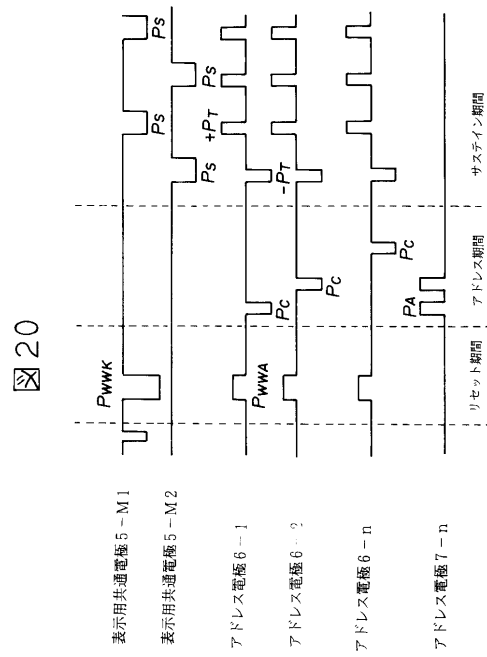 図20
表示用共通電極5-M1
PWWK
PS
PS
表示用共通電極5-M2
PS
PS
アドレス電極6-1
PWWA
PC
+PT
アドレス電極6-2
PC
-PT
アドレス電極6-n
PC
アドレス電極7-n
PA
リセット期間
アドレス期間
サステイン期間